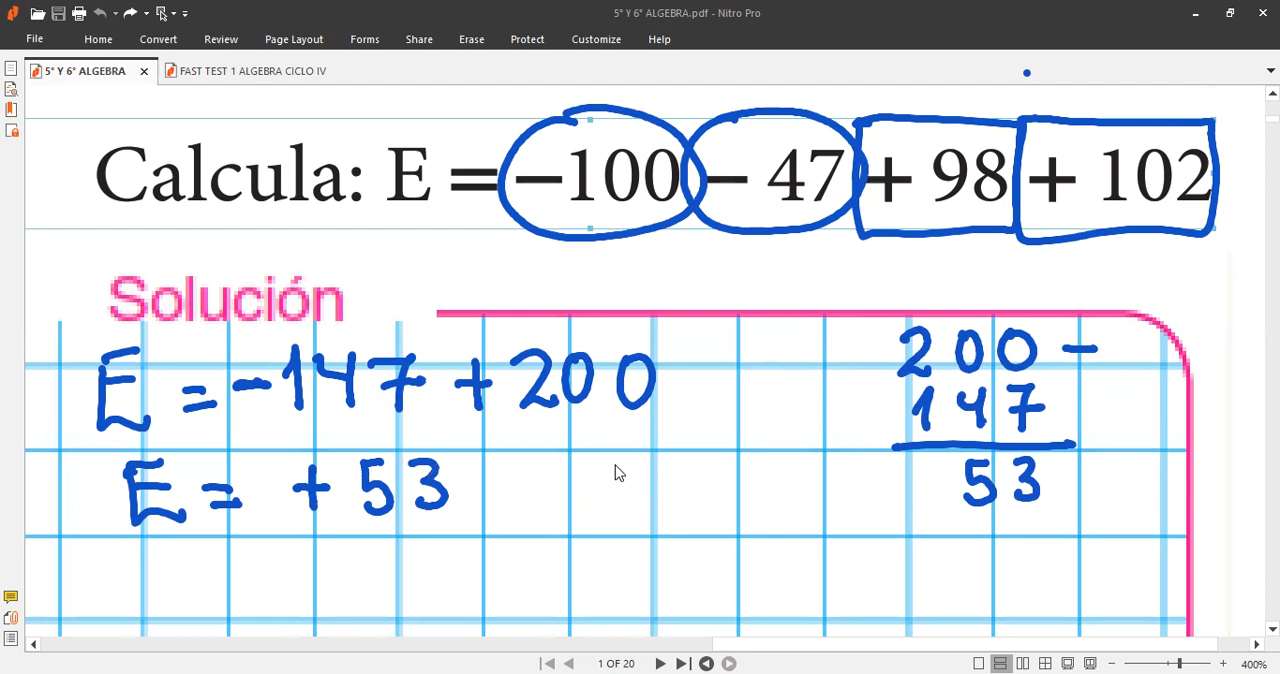 5° Y 6° ALGEBRA.pdf - Nitro Pro
File Home Convert Review Page Layout Forms Share Erase Protect Customize Help
5° Y 6° ALGEBRA FAST TEST 1 ALGEBRA CICLO IV
Calcula: E = −100 − 47 + 98 + 102
Solución
E = -147 + 200
E = + 53
200 -
147
53
1 OF 20
400%